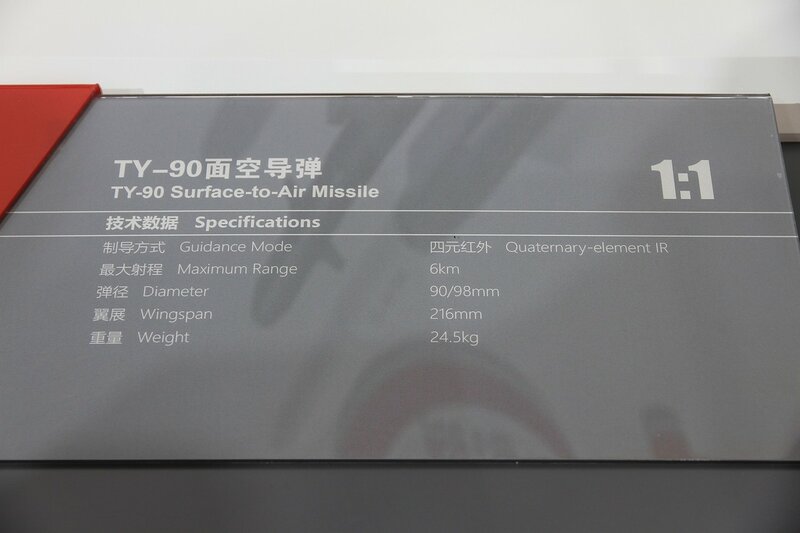 TY-90面空导弹
TY-90 Surface-to-Air Missile
1:1
技术数据 Specifications
制导方式 Guidance Mode 四元红外 Quaternary-element IR
最大射程 Maximum Range 6km
弹径 Diameter 90/98mm
翼展 Wingspan 216mm
重量 Weight 24.5kg